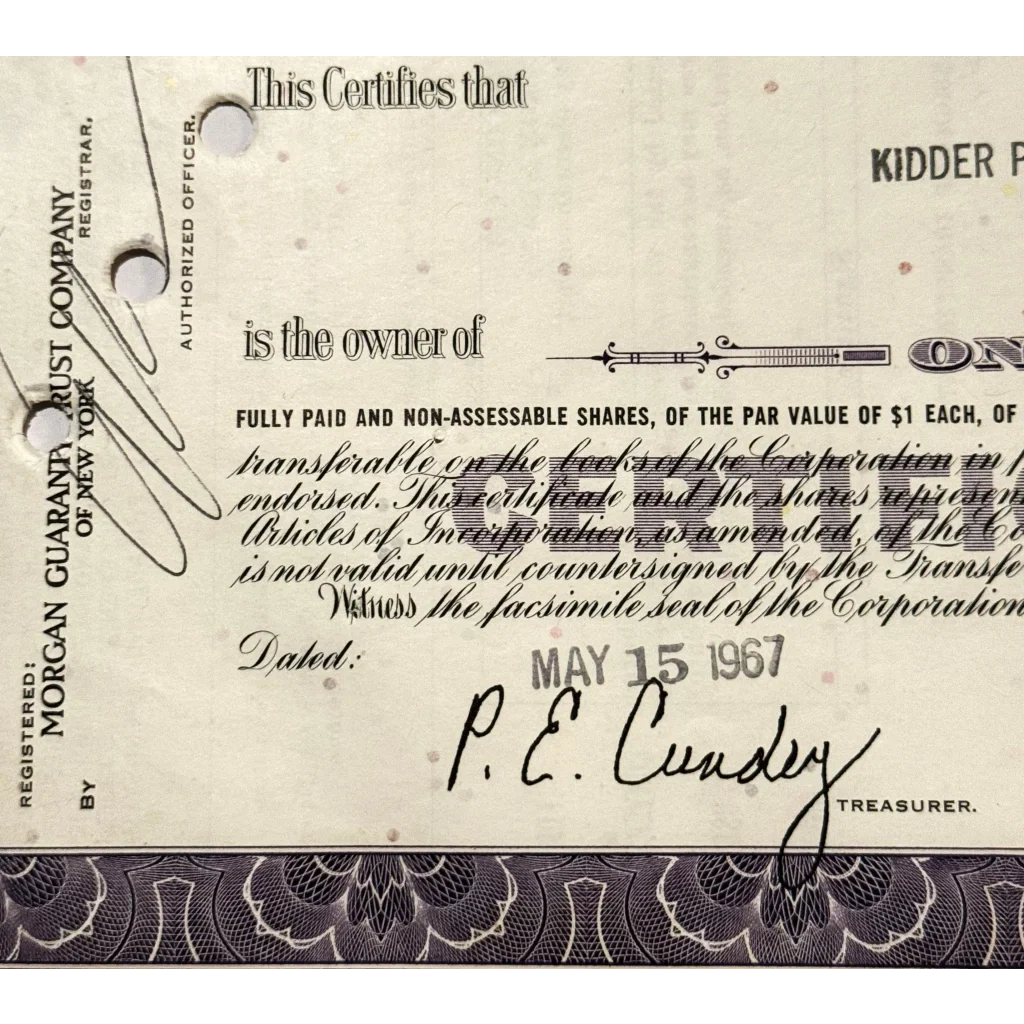 This Certifies that
KIDDER P
is the owner of
ON
FULLY PAID AND NON-ASSESSABLE SHARES, OF THE PAR VALUE OF $1 EACH, OF
transferable on the books of the Corporation in p
endorsed. This certificate and the shares represen
Articles of Incorporation, as amended, of the Co
is not valid until countersigned by the Transfe
Witness the facsimile seal of the Corporation
CERTIFIC
Dated:
MAY 15 1967
P. E. Cundey
TREASURER.
REGISTERED:
MORGAN GUARANTY TRUST COMPANY
OF NEW YORK
REGISTRAR,
BY
AUTHORIZED OFFICER.